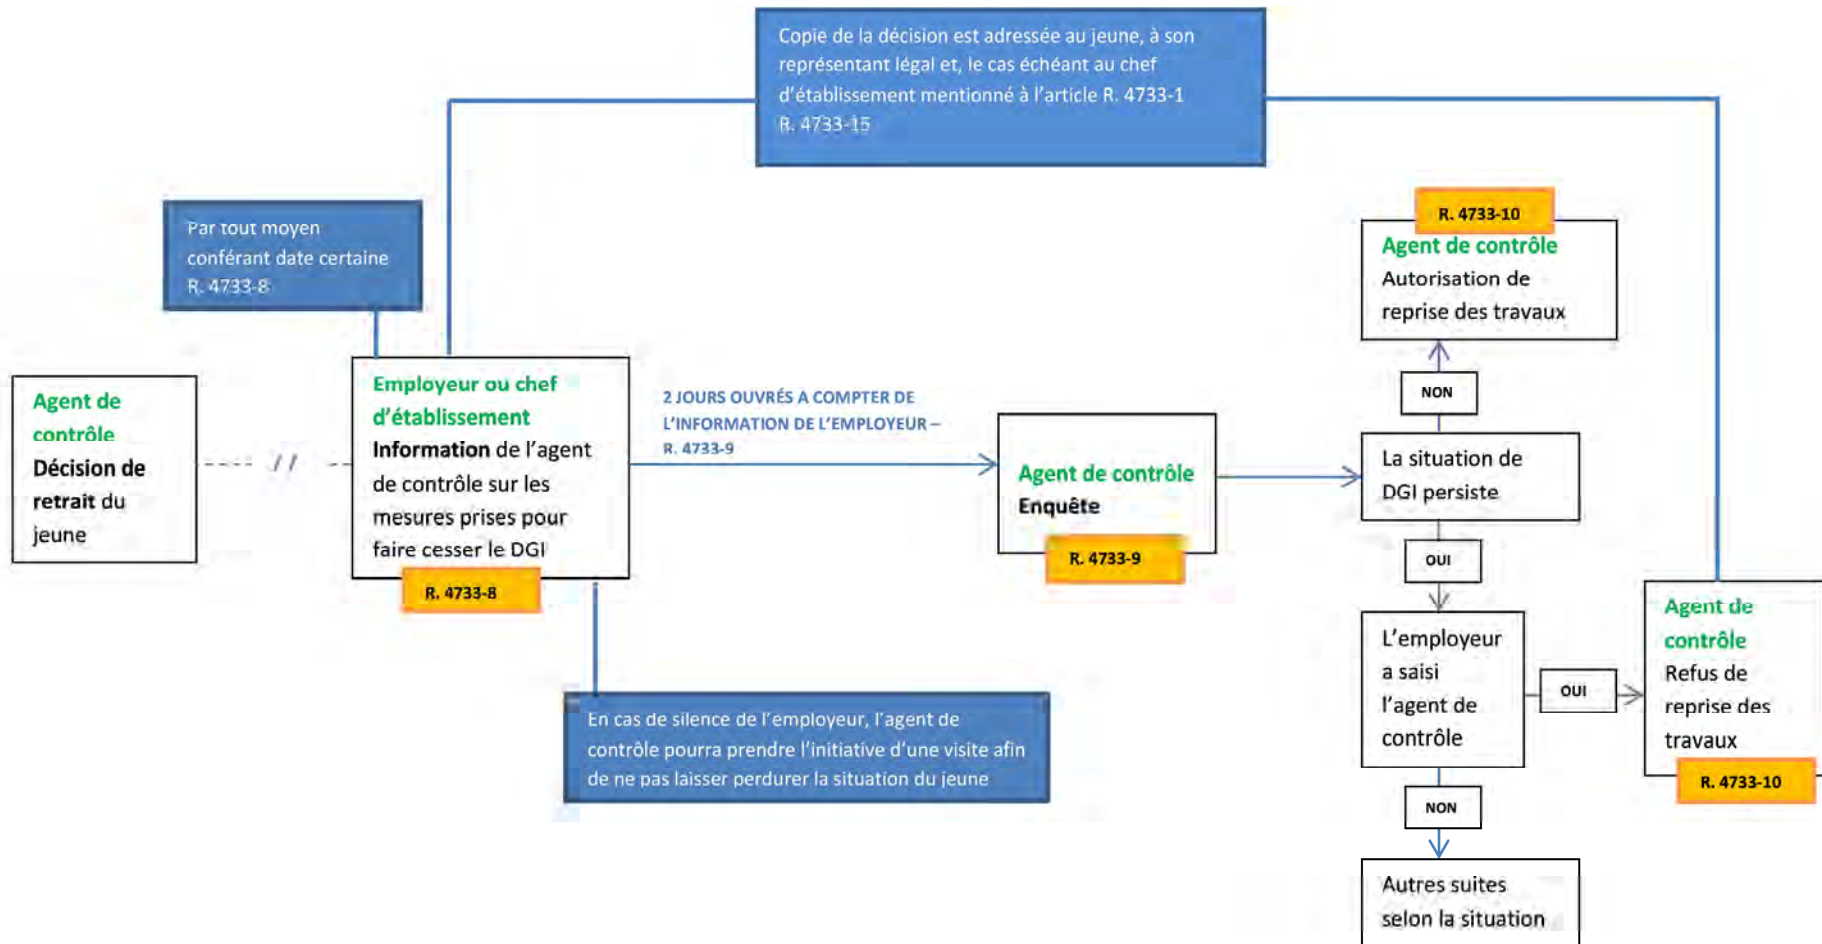 Copie de la décision est adressée au jeune, à son
représentant légal et, le cas échéant au chef
d'établissement mentionné à l'article R. 4733-1
R. 4733-15
Par tout moyen
conférant date certaine
R. 4733-8
Agent de
contrôle
Décision de
retrait du
jeune
Employeur ou chef
d'établissement
Information de l'agent
de contrôle sur les
mesures prises pour
faire cesser le DGI
R. 4733-8
2 JOURS OUVRÉS A COMPTER DE
L'INFORMATION DE L'EMPLOYEUR –
R. 4733-9
En cas de silence de l'employeur, l'agent de
contrôle pourra prendre l'initiative d'une visite afin
de ne pas laisser perdurer la situation du jeune
Agent de contrôle
Enquête
R. 4733-9
R. 4733-10
Agent de contrôle
Autorisation de
reprise des travaux
NON
La situation de
DGI persiste
OUI
L'employeur
a saisi
l'agent de
contrôle
OUI
Agent de
contrôle
Refus de
reprise des
travaux
R. 4733-10
NON
Autres suites
selon la situation